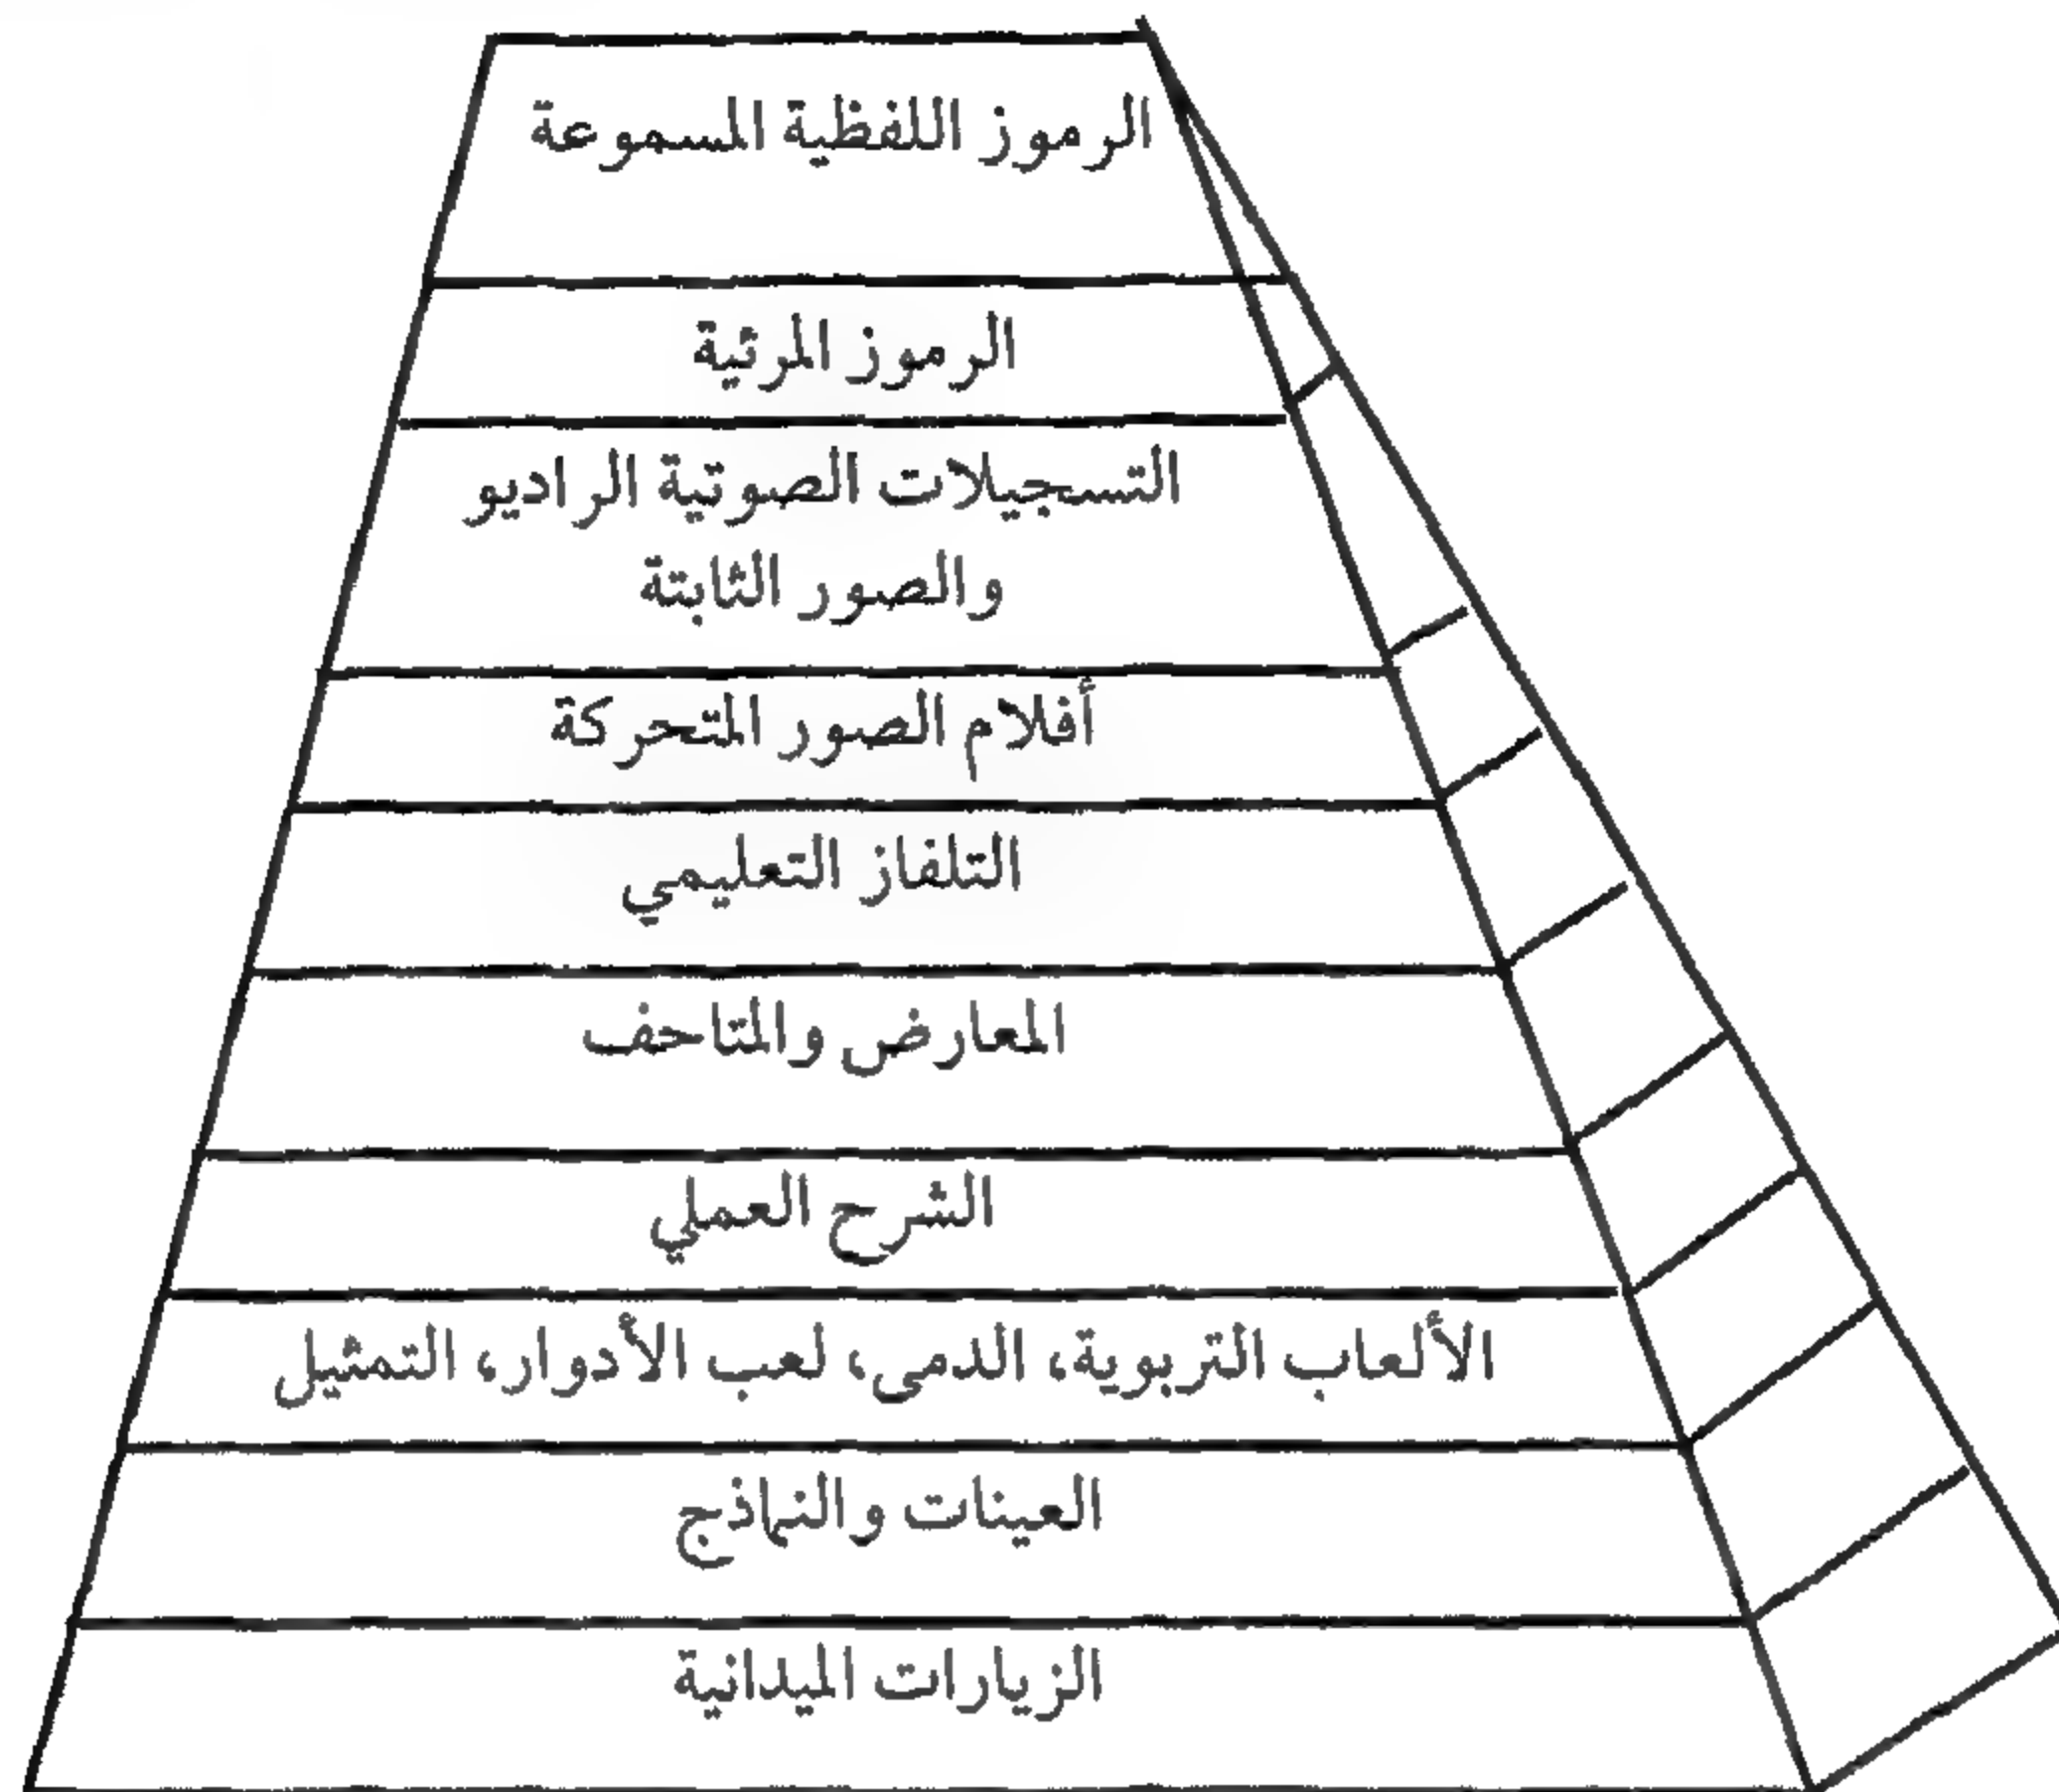 الرموز اللفظية المسموعة
الرموز المرئية
التسجيلات الصوتية الراديو
والصور الثابتة
أفلام الصور المتحركة
التلفاز التعليمي
المعارض والمتاحف
الشرح العملي
الألعاب التربوية، الدمى، لعب الأدوار، التمثيل
العينات والنماذج
الزيارات الميدانية